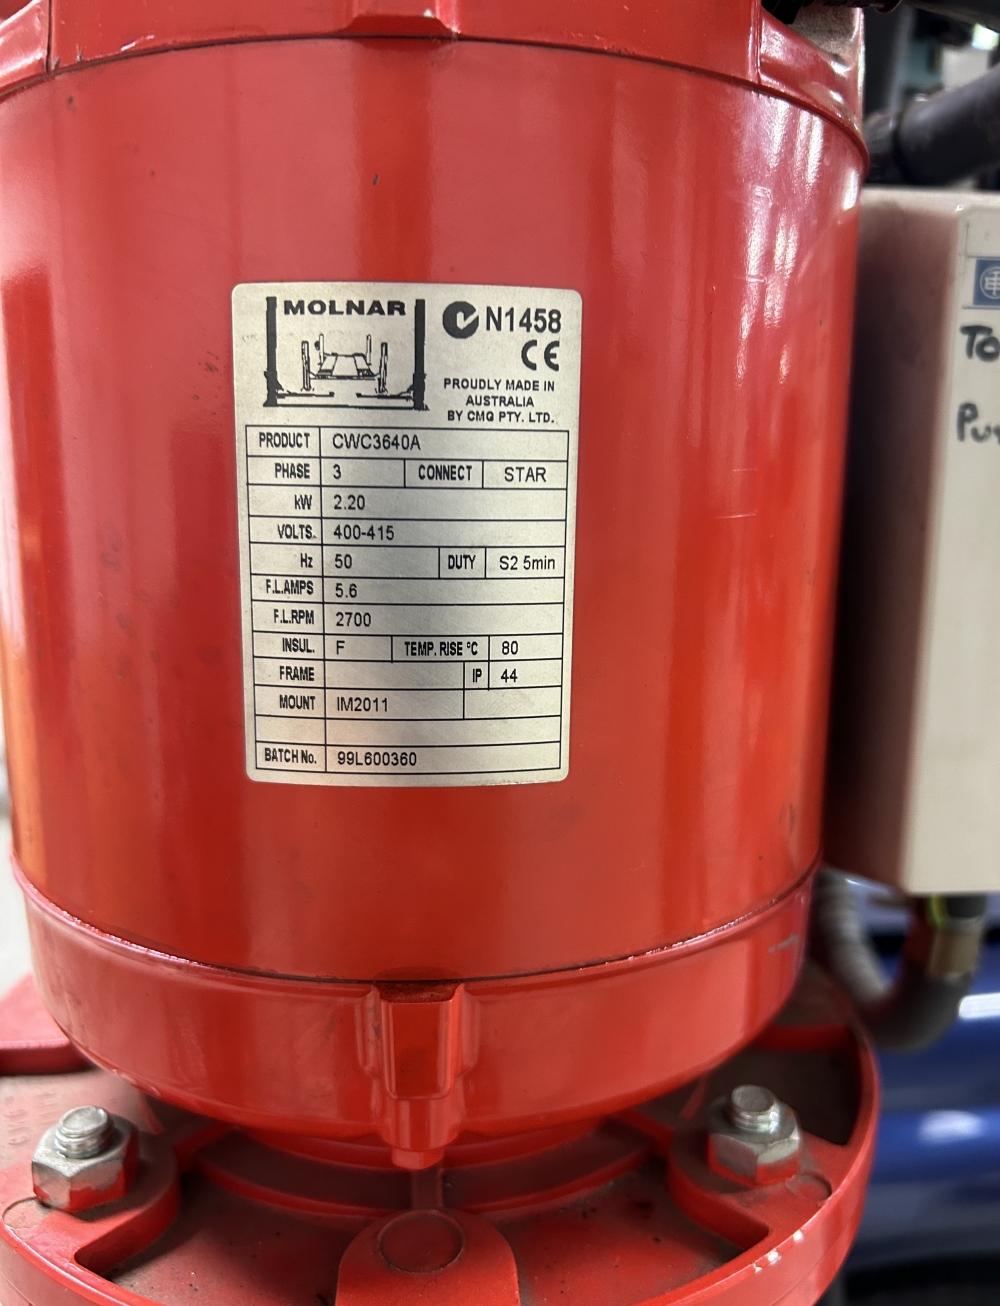 MOLNAR
N1458
CE
PROUDLY MADE IN
AUSTRALIA
BY CMG PTY. LTD.
PRODUCT CWC3640A
PHASE 3 CONNECT STAR
kW 2.20
VOLTS. 400-415
Hz 50 DUTY S2 5min
F.L.AMPS 5.6
F.L.RPM 2700
INSUL. F TEMP. RISE °C 80
FRAME IP 44
MOUNT IM2011
BATCH No. 99L600360
To